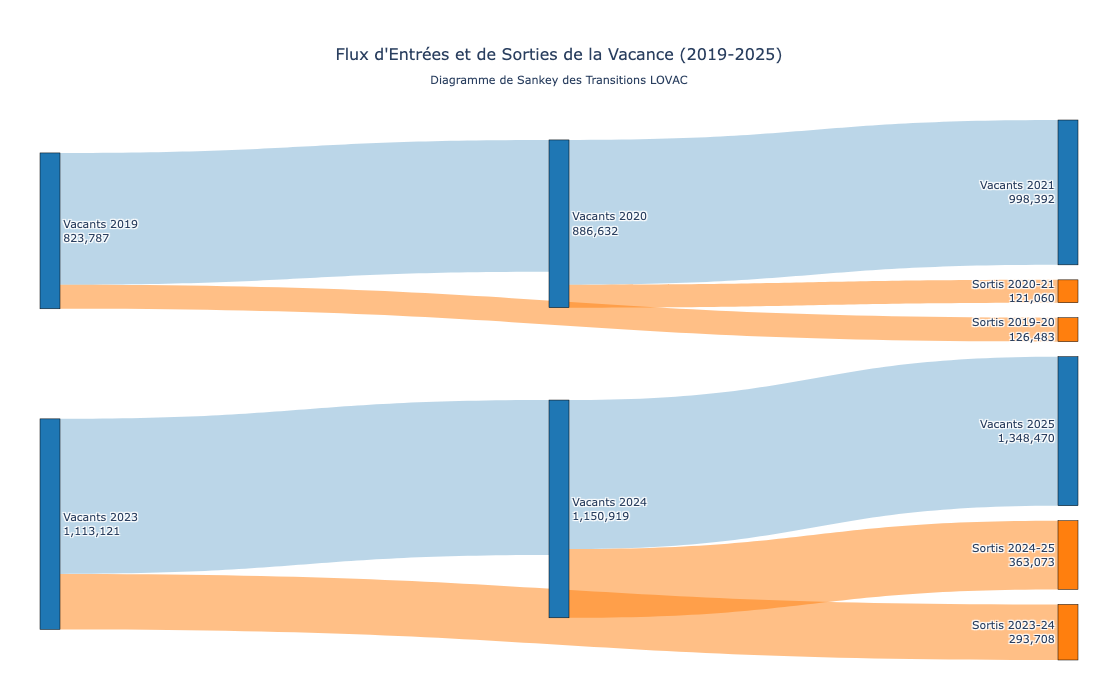 Flux d'Entrées et de Sorties de la Vacance (2019-2025)
Diagramme de Sankey des Transitions LOVAC
Vacants 2019
823,787
Vacants 2020
886,632
Vacants 2021
998,392
Sortis 2020-21
121,060
Sortis 2019-20
126,483
Vacants 2023
1,113,121
Vacants 2024
1,150,919
Vacants 2025
1,348,470
Sortis 2024-25
363,073
Sortis 2023-24
293,708